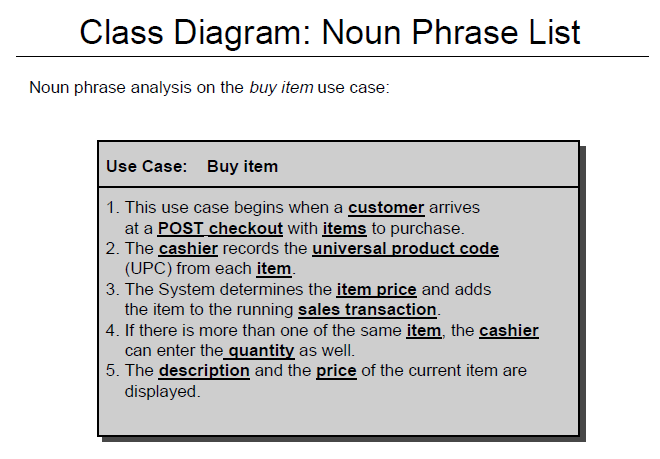 Class Diagram: Noun Phrase List
Noun phrase analysis on the buy item use case:
Use Case: Buy item
1. This use case begins when a customer arrives
at a POST checkout with items to purchase.
2. The cashier records the universal product code
(UPC) from each item.
3. The System determines the item price and adds
the item to the running sales transaction.
4. If there is more than one of the same item, the cashier
can enter the quantity as well.
5. The description and the price of the current item are
displayed.